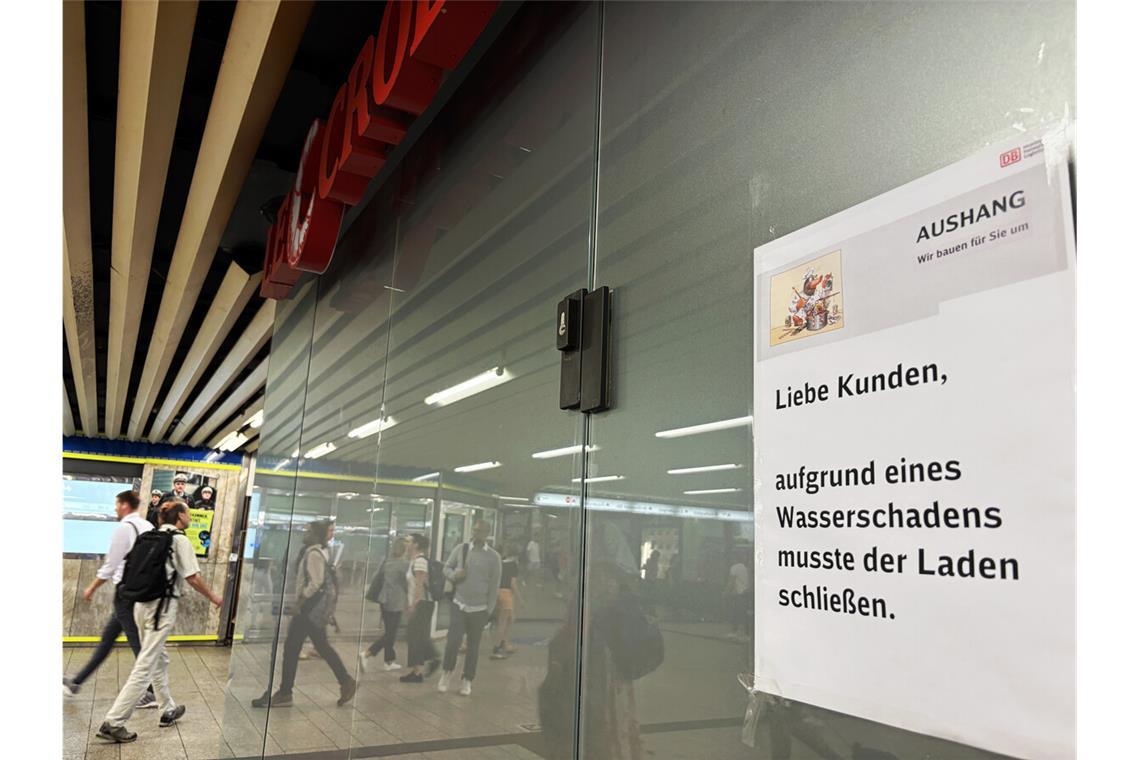 DB
AUSHANG
Wir bauen für Sie um
Liebe Kunden,
aufgrund eines
Wasserschadens
musste der Laden
schließen.